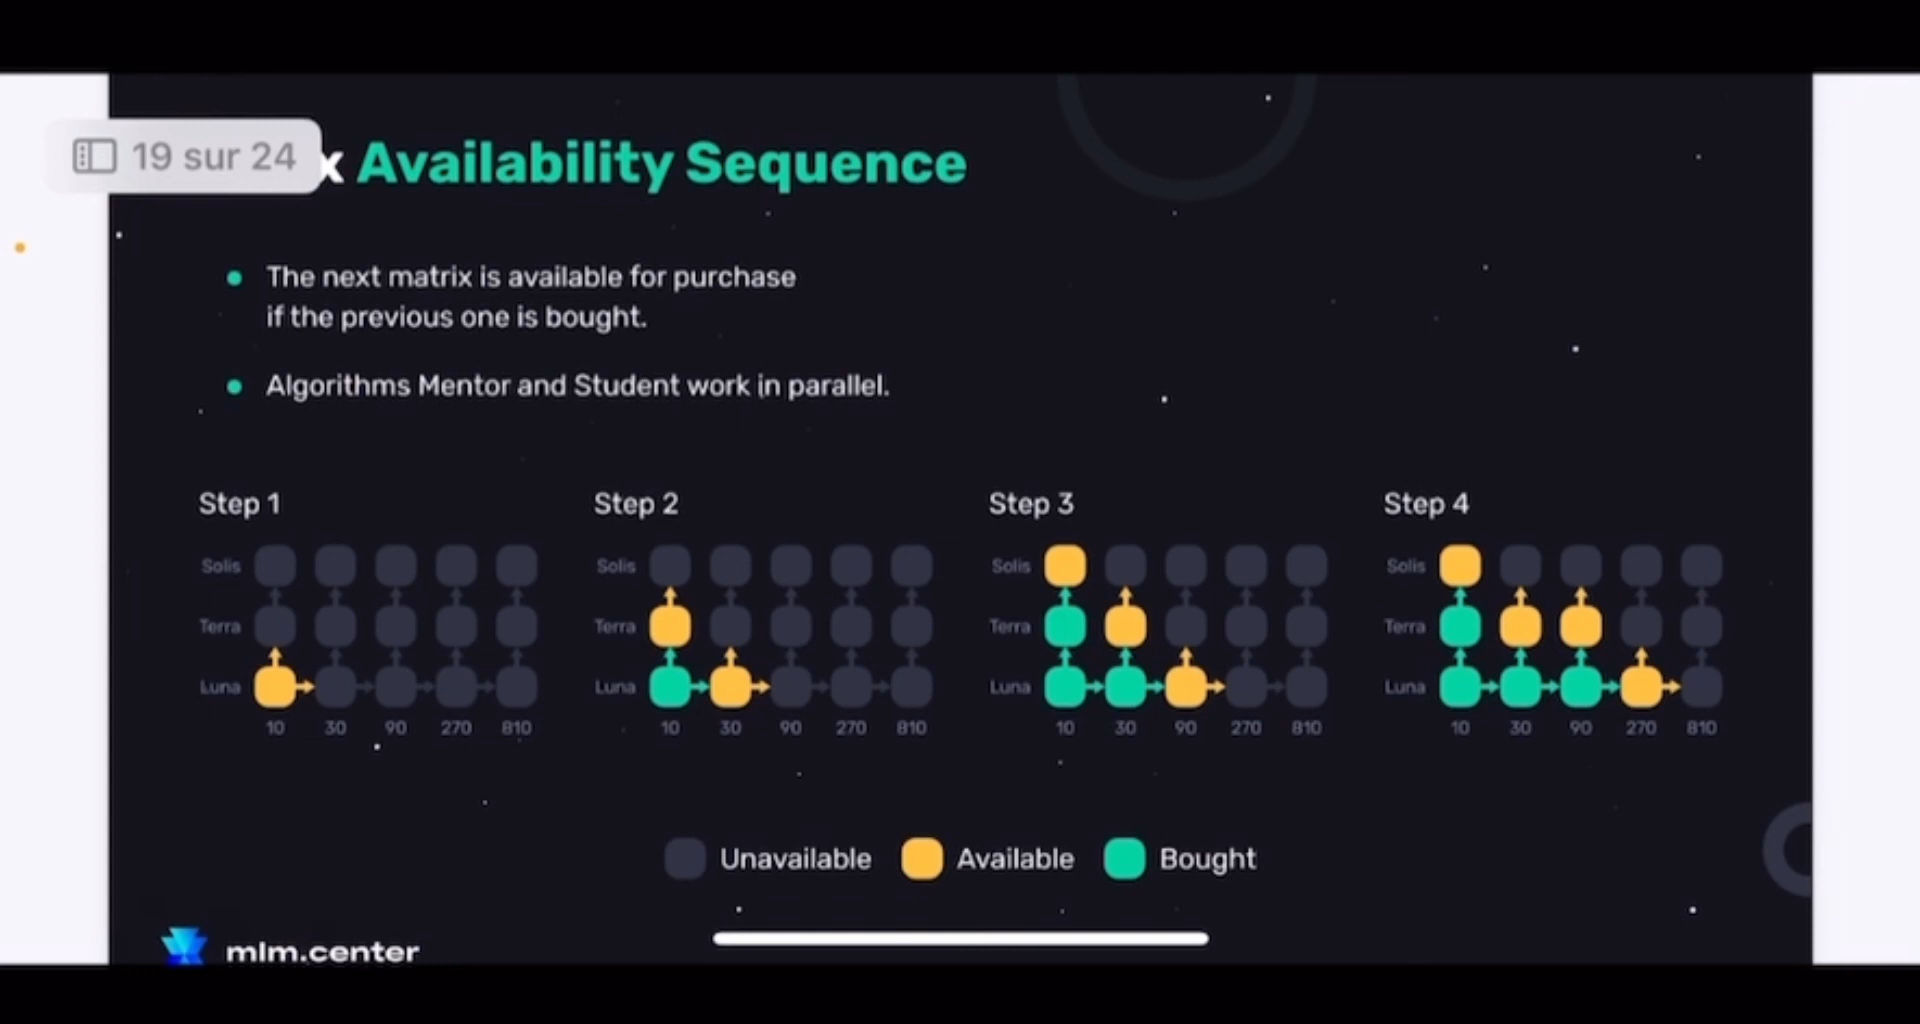 19 sur 24
x Availability Sequence
The next matrix is available for purchase
if the previous one is bought.
Algorithms Mentor and Student work in parallel.
Step 1
Solis
Terra
Luna
10 30 90 270 810
Step 2
Solis
Terra
Luna
10 30 90 270 810
Step 3
Solis
Terra
Luna
10 30 90 270 810
Step 4
Solis
Terra
Luna
10 30 90 270 810
Unavailable Available Bought
mlm.center